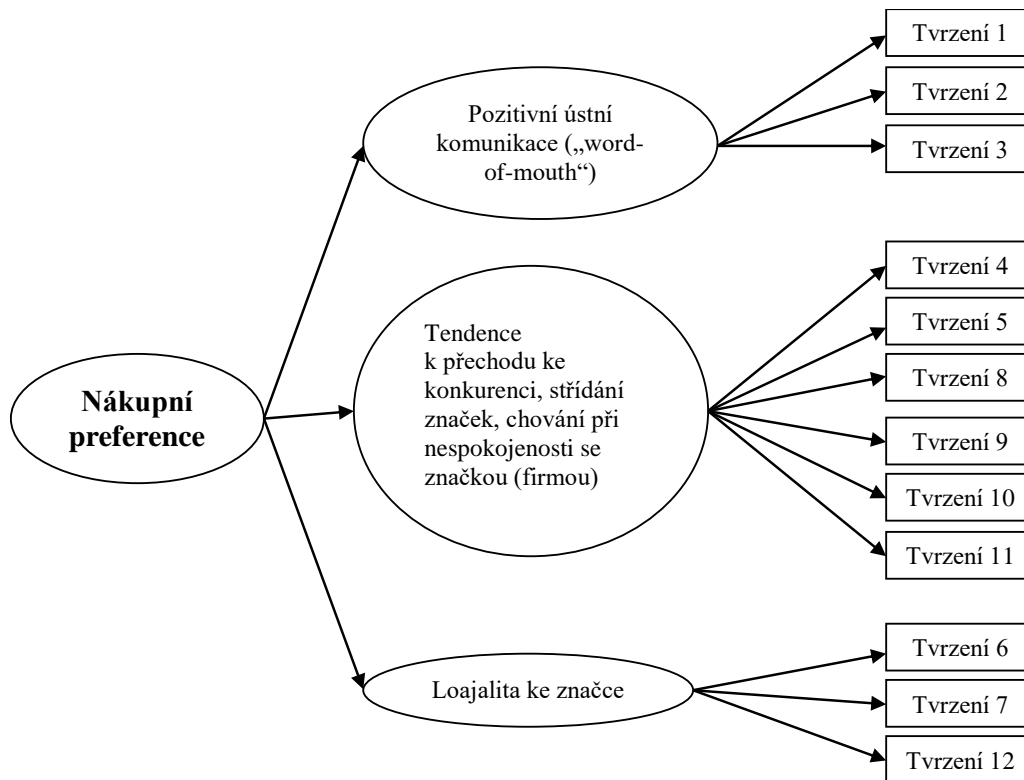 Nákupní
preference
Pozitivní ústní
komunikace („word-
of-mouth“)
Tvrzení 1
Tvrzení 2
Tvrzení 3
Tendence
k přechodu ke
konkurenci, střídání
značek, chování při
nespokojenosti se
značkou (firmou)
Tvrzení 4
Tvrzení 5
Tvrzení 8
Tvrzení 9
Tvrzení 10
Tvrzení 11
Loajalita ke značce
Tvrzení 6
Tvrzení 7
Tvrzení 12